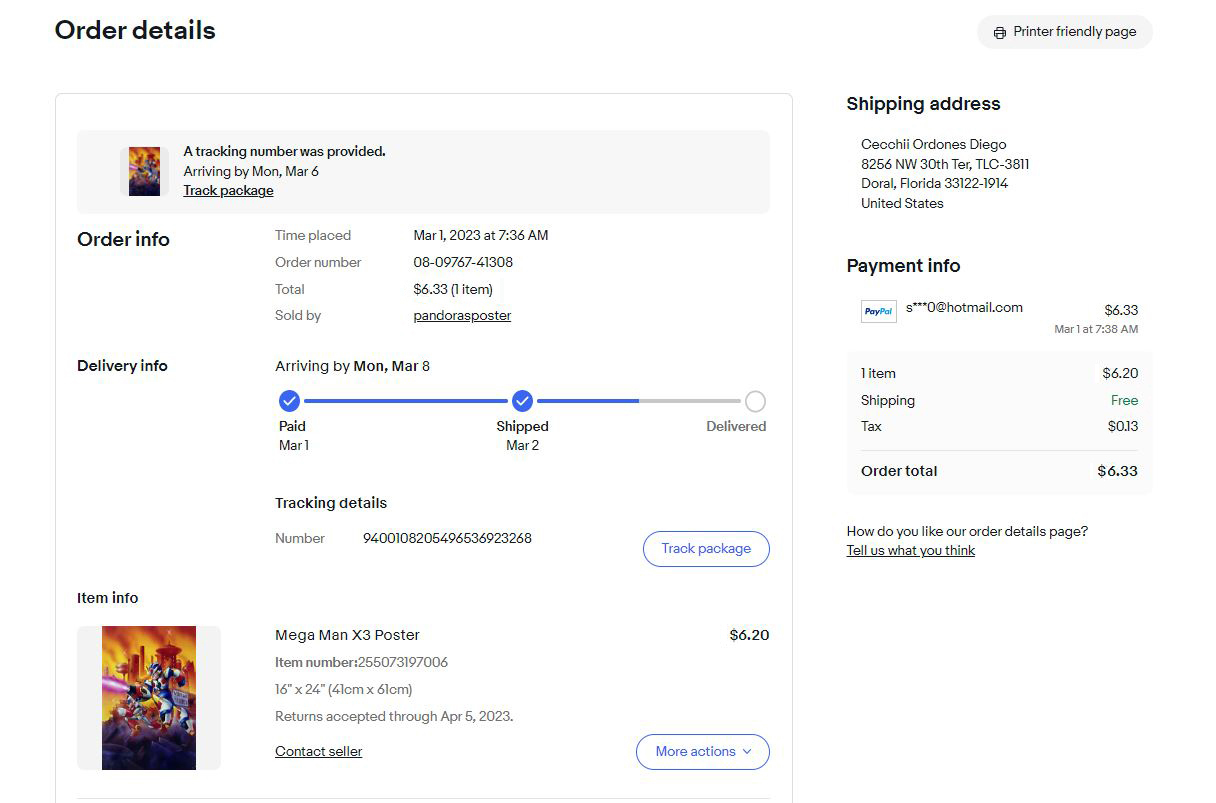 Order details
Printer friendly page
A tracking number was provided.
Arriving by Mon, Mar 6
Track package
Order info
Time placed Mar 1, 2023 at 7:36 AM
Order number 08-09767-41308
Total $6.33 (1 item)
Sold by pandorasposter
Delivery info
Arriving by Mon, Mar 8
Paid
Mar 1
Shipped
Mar 2
Delivered
Tracking details
Number 9400108205496536923268
Track package
Item info
Mega Man X3 Poster $6.20
Item number:255073197006
16" x 24" (41cm x 61cm)
Returns accepted through Apr 5, 2023.
Contact seller
More actions
Shipping address
Cecchii Ordones Diego
8256 NW 30th Ter, TLC-3811
Doral, Florida 33122-1914
United States
Payment info
PayPal s***0@hotmail.com $6.33
Mar 1 at 7:38 AM
1 item $6.20
Shipping Free
Tax $0.13
Order total $6.33
How do you like our order details page?
Tell us what you think